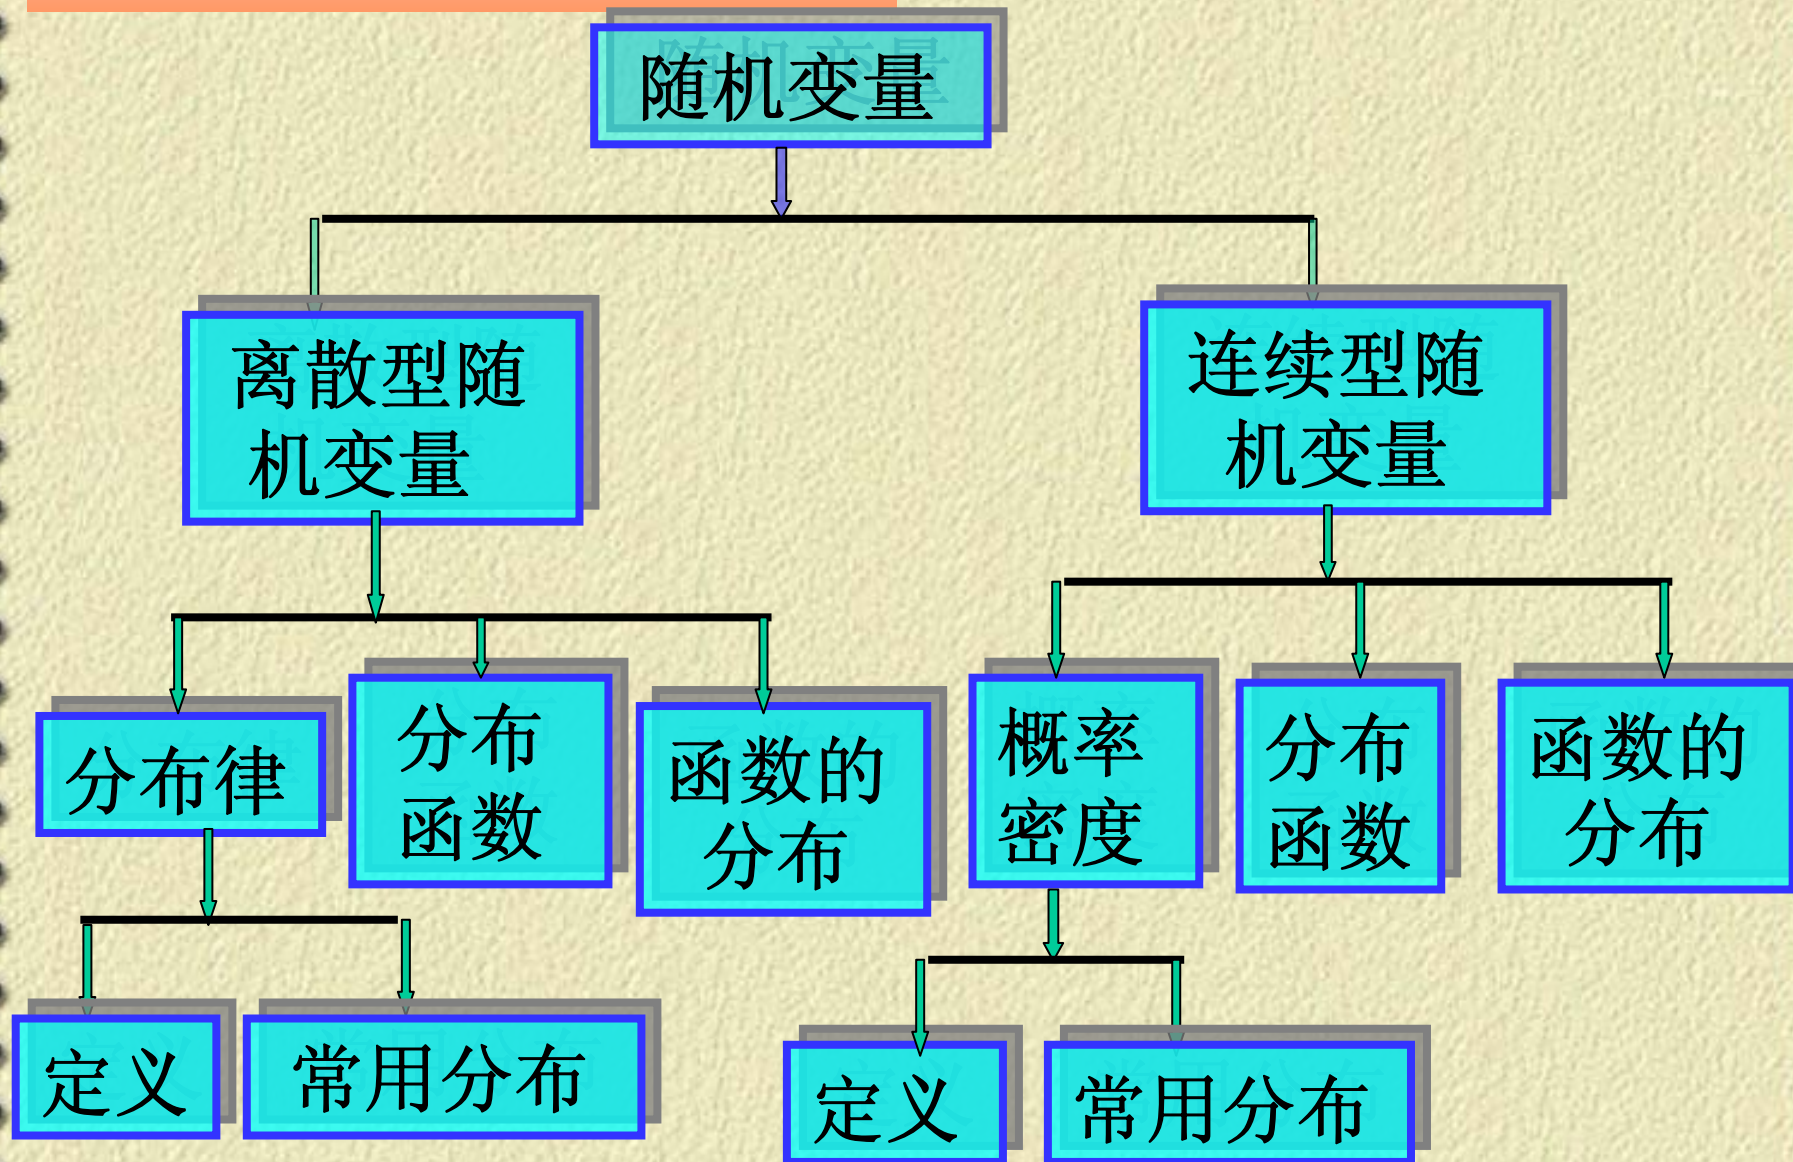 随机变量
离散型随
机变量
连续型随
机变量
分布律
分布
函数
函数的
分布
概率
密度
分布
函数
函数的
分布
定义
常用分布
定义
常用分布